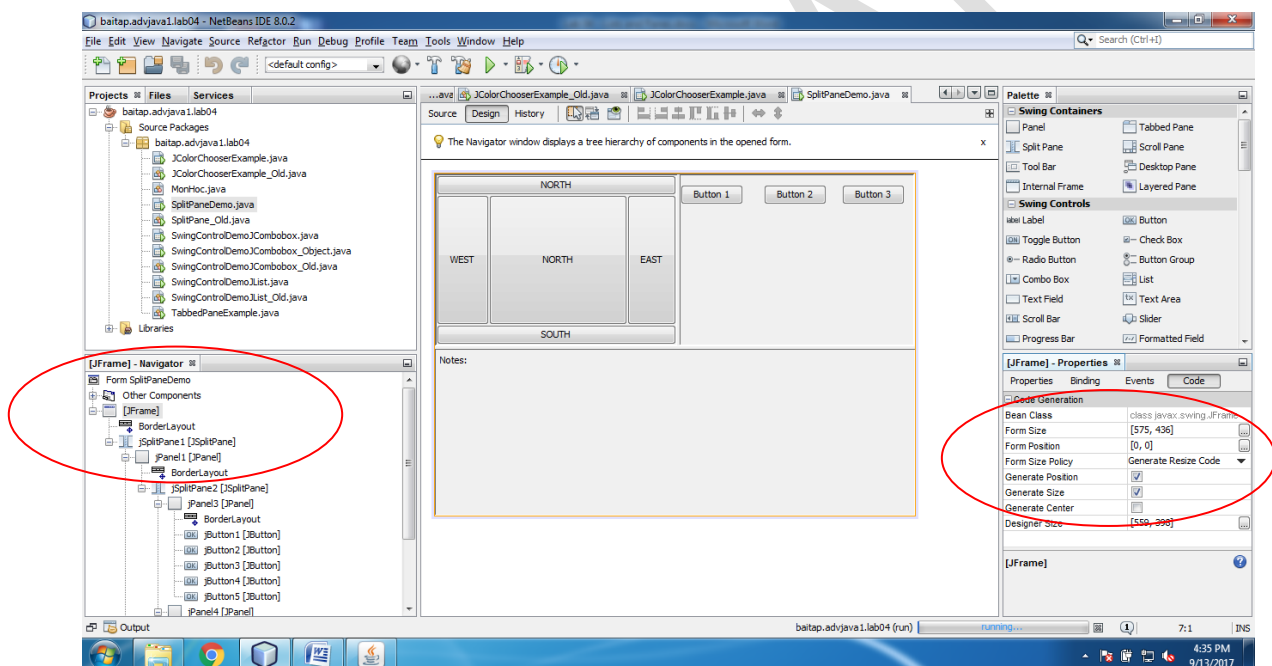 baitap.advjava1.lab04 - NetBeans IDE 8.0.2
File Edit View Navigate Source Refactor Run Debug Profile Team Tools Window Help
Search (Ctrl+I)
<default config>
Projects Files Services
baitap.advjava1.lab04
Source Packages
baitap.advjava1.lab04
JColorChooserExample.java
JColorChooserExample_Old.java
MonHoc.java
SplitPaneDemo.java
SplitPane_Old.java
SwingControlDemoJCombobox.java
SwingControlDemoJCombobox_Object.java
SwingControlDemoJCombobox_Old.java
SwingControlDemoJList.java
SwingControlDemoJList_Old.java
TabbedPaneExample.java
Libraries
[JFrame] - Navigator
Form SplitPaneDemo
Other Components
[JFrame]
BorderLayout
jSplitPane1 [JSplitPane]
jPanel1 [JPanel]
BorderLayout
jSplitPane2 [JSplitPane]
jPanel3 [JPanel]
BorderLayout
jButton1 [JButton]
jButton2 [JButton]
jButton3 [JButton]
jButton4 [JButton]
jButton5 [JButton]
jPanel4 [JPanel]
...ava JColorChooserExample_Old.java JColorChooserExample.java SplitPaneDemo.java
Source Design History
The Navigator window displays a tree hierarchy of components in the opened form. x
NORTH
Button 1 Button 2 Button 3
WEST NORTH EAST
SOUTH
Notes:
Palette
Swing Containers
Panel Tabbed Pane
Split Pane Scroll Pane
Tool Bar Desktop Pane
Internal Frame Layered Pane
Swing Controls
label Label OK Button
ON Toggle Button Check Box
Radio Button Button Group
Combo Box List
Text Field Text Area
Scroll Bar Slider
Progress Bar Formatted Field
[JFrame] - Properties
Properties Binding Events Code
Code Generation
Bean Class class javax.swing.JFrame
Form Size [575, 436]
Form Position [0, 0]
Form Size Policy Generate Resize Code
Generate Position
Generate Size
Generate Center
Designer Size [559, 398]
[JFrame]
Output
baitap.advjava1.lab04 (run) running... 7:1 INS
4:35 PM
9/13/2017